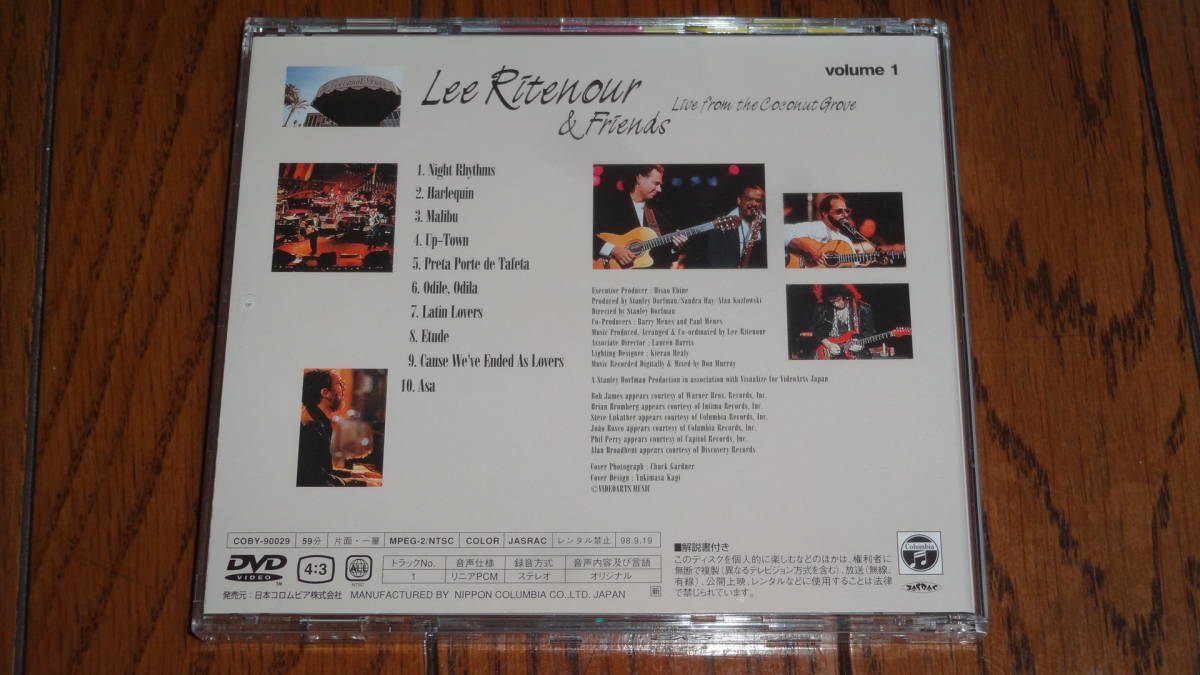 Lee Ritenour
& Friends
Live from the Coconut Grove
volume 1
1. Night Rhythms
2. Harlequin
3. Malibu
4. Up-Town
5. Preta Porte de Tafeta
6. Odile, Odila
7. Latin Lovers
8. Etude
9. Cause We've Ended As Lovers
10. Asa
Executive Producer : Hisao Ebine
Produced by Stanley Dorfman/Sandra Hay/Alan Kozlowski
Directed by Stanley Dorfman
Co-Producers : Barry Menes and Paul Menes
Music Produced, Arranged & Co-ordinated by Lee Ritenour
Associate Director : Lauren Harris
Lighting Designer : Kieran Healy
Music Recorded Digitally & Mixed by Don Murray
A Stanley Dorfman Production in association with Visualize for VideoArts Japan
Bob James appears courtesy of Warner Bros. Records, Inc.
Brian Bromberg appears courtesy of Intima Records, Inc.
Steve Lukather appears courtesy of Columbia Records, Inc.
João Bosco appears courtesy of Columbia Records, Inc.
Phil Perry appears courtesy of Capitol Records, Inc.
Alan Broadbent appears courtesy of Discovery Records
Cover Photograph : Chuck Gardner
Cover Design : Yukimasa Kagi
©VIDEOARTS MUSIC
COBY-90029 59分 片面・一層 MPEG-2/NTSC COLOR JASRAC レンタル禁止 98.9.19
DVD
VIDEO
TM
4:3
ALL
NTSC
トラックNo. 音声仕様 録音方式 音声内容及び言語
1 リニアPCM ステレオ オリジナル
発売元:日本コロムビア株式会社 MANUFACTURED BY NIPPON COLUMBIA CO.,LTD. JAPAN
新
■解説書付き
このディスクを個人的に楽しむなどのほかは、権利者に
無断で複製(異なるテレビジョン方式を含む)、放送(無線、
有線)、公開上映、レンタルなどに使用することは法律
で禁じられています。
Columbia
JASRAC